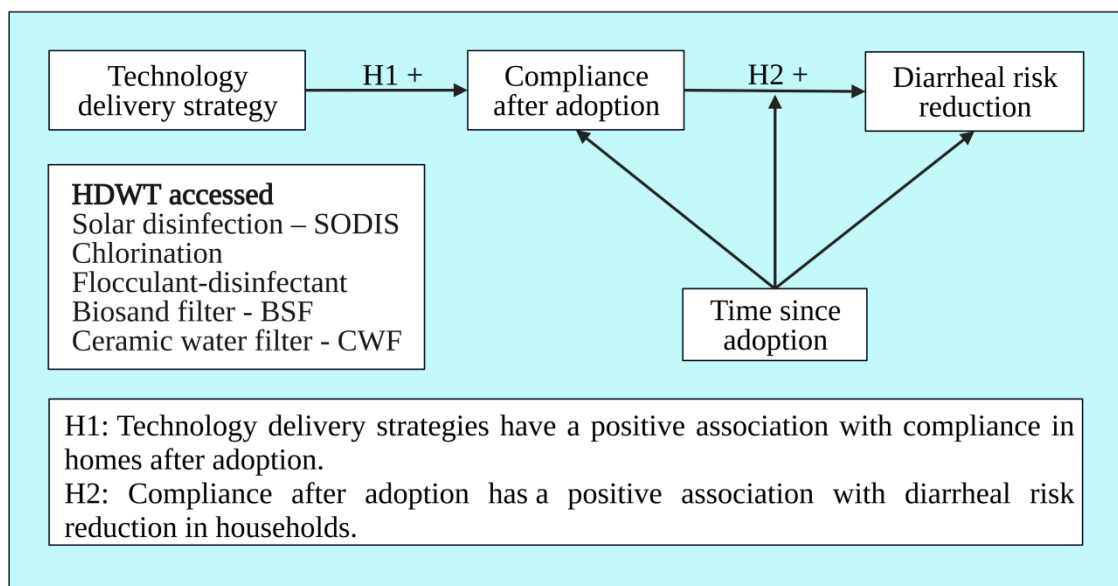 Technology
delivery strategy
H1 +
Compliance
after adoption
H2 +
Diarrheal risk
reduction
HDWT accessed
Solar disinfection – SODIS
Chlorination
Flocculant-disinfectant
Biosand filter - BSF
Ceramic water filter - CWF
Time since
adoption
H1: Technology delivery strategies have a positive association with compliance in
homes after adoption.
H2: Compliance after adoption has a positive association with diarrheal risk
reduction in households.